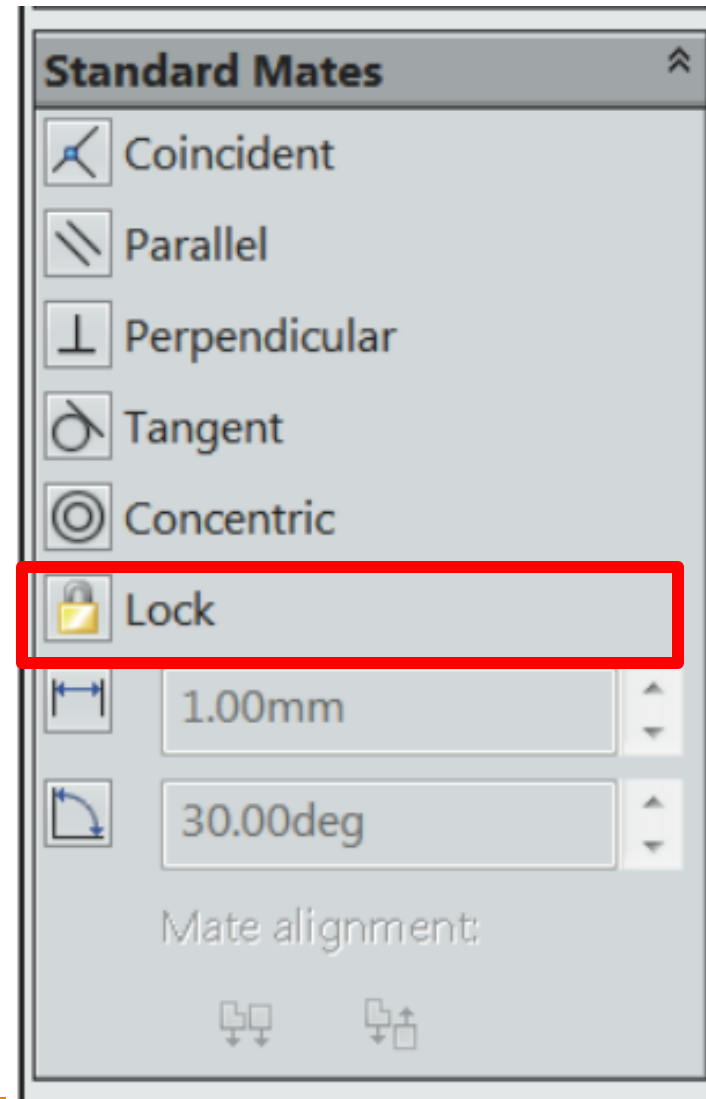 Standard Mates
Coincident
Parallel
Perpendicular
Tangent
Concentric
Lock
1.00mm
30.00deg
Mate alignment: